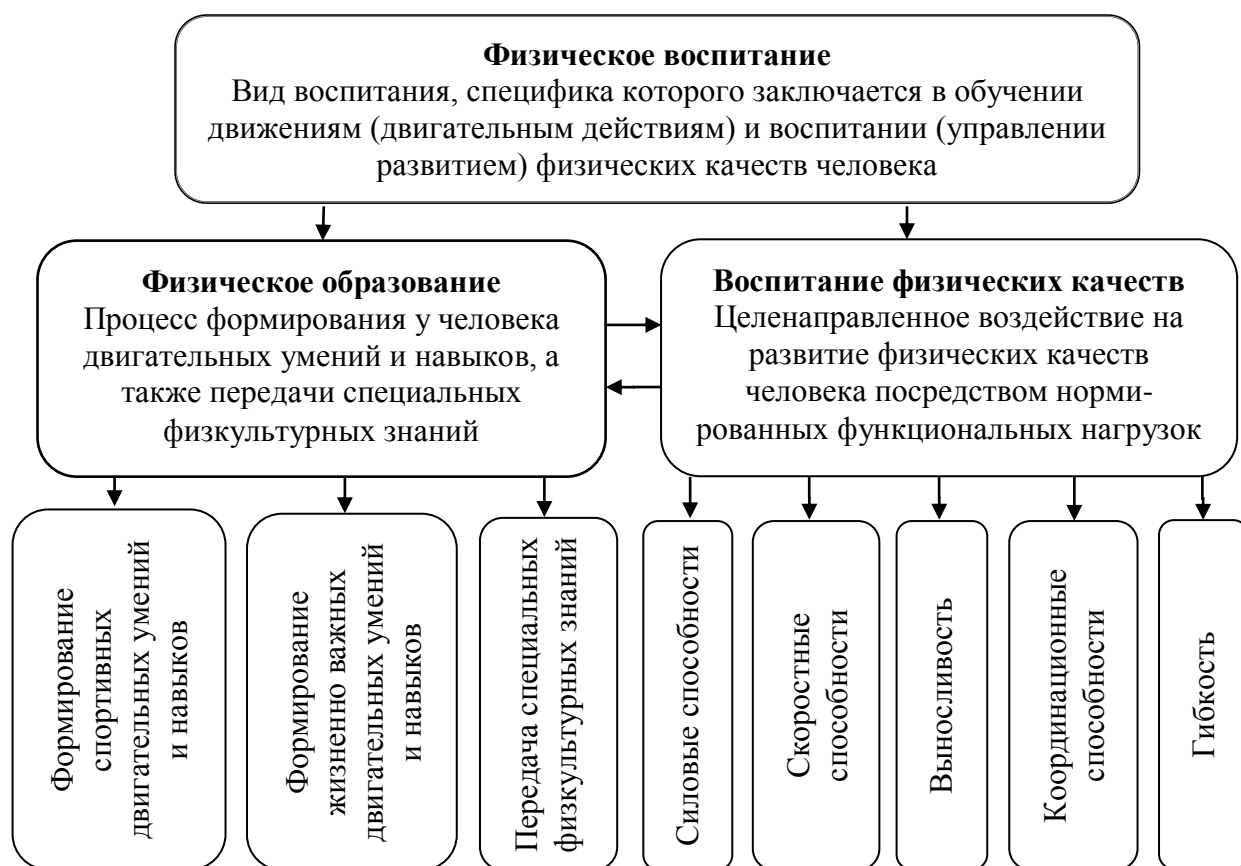 Физическое воспитание
Вид воспитания, специфика которого заключается в обучении
движениям (двигательным действиям) и воспитании (управлении
развитием) физических качеств человека
Физическое образование
Процесс формирования у человека
двигательных умений и навыков, а
также передачи специальных
физкультурных знаний
Воспитание физических качеств
Целенаправленное воздействие на
развитие физических качеств
человека посредством норми-
рованных функциональных нагрузок
Формирование
спортивных
двигательных умений
и навыков
Формирование
жизненно важных
двигательных умений
и навыков
Передача специальных
физкультурных знаний
Силовые способности
Скоростные
способности
Выносливость
Координационные
способности
Гибкость